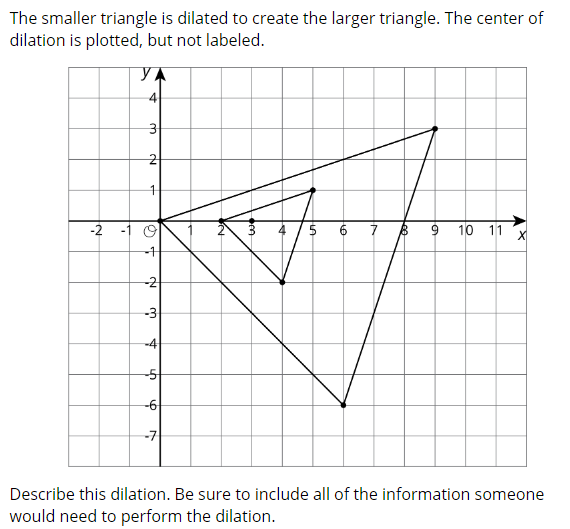 The smaller triangle is dilated to create the larger triangle. The center of
dilation is plotted, but not labeled.
y
4
3
2
1
-2 -1 O 1 2 3 4 5 6 7 8 9 10 11 x
-1
-2
-3
-4
-5
-6
-7
Describe this dilation. Be sure to include all of the information someone
would need to perform the dilation.